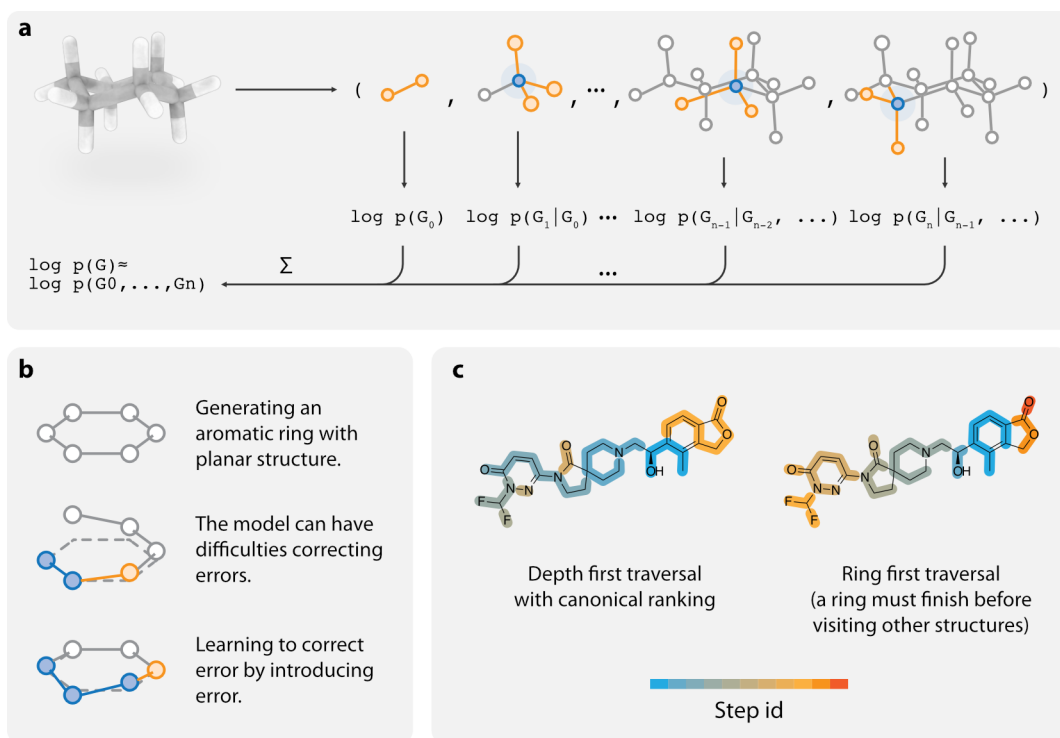 a
( , , ... , , )
log p(G₀) log p(G₁|G₀) ... log p(Gₙ₋₁|Gₙ₋₂, ...) log p(Gₙ|Gₙ₋₁, ...)
log p(G)≈
log p(G0,...,Gn)
Σ
...
b
Generating an
aromatic ring with
planar structure.
The model can have
difficulties correcting
errors.
Learning to correct
error by introducing
error.
c
O
O
O
O
N
OH
N
N
N
F
F
Depth first traversal
with canonical ranking
O
O
O
O
N
OH
N
N
N
F
F
Ring first traversal
(a ring must finish before
visiting other structures)
Step id